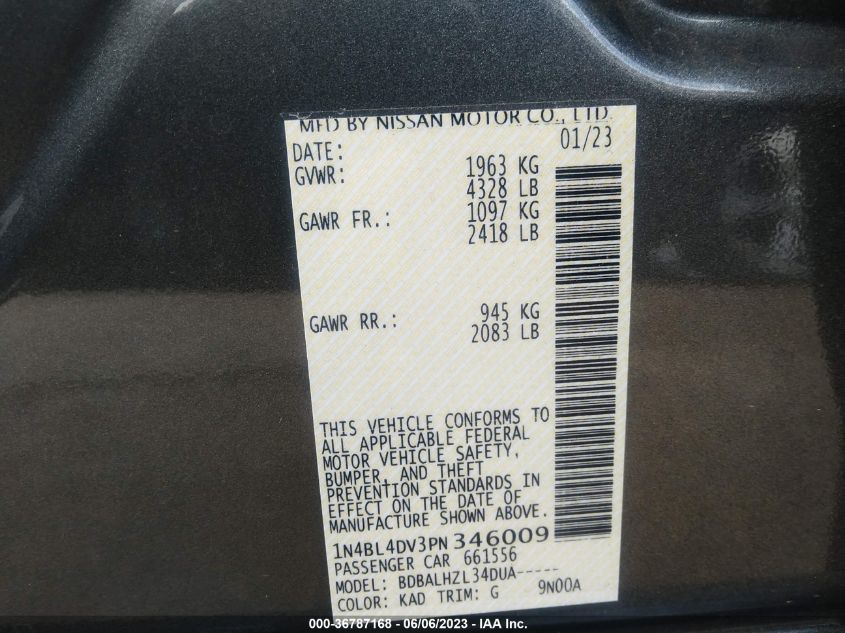 MFD BY NISSAN MOTOR CO., LTD.
DATE: 01/23
GVWR: 1963 KG
4328 LB
GAWR FR.: 1097 KG
2418 LB
GAWR RR.: 945 KG
2083 LB
THIS VEHICLE CONFORMS TO
ALL APPLICABLE FEDERAL
MOTOR VEHICLE SAFETY,
BUMPER, AND THEFT
PREVENTION STANDARDS IN
EFFECT ON THE DATE OF
MANUFACTURE SHOWN ABOVE.
1N4BL4DV3PN346009
PASSENGER CAR 661556
MODEL: BDBALHZL34DUA-----
COLOR: KAD TRIM: G 9N00A
000-36787168 - 06/06/2023 - IAA Inc.